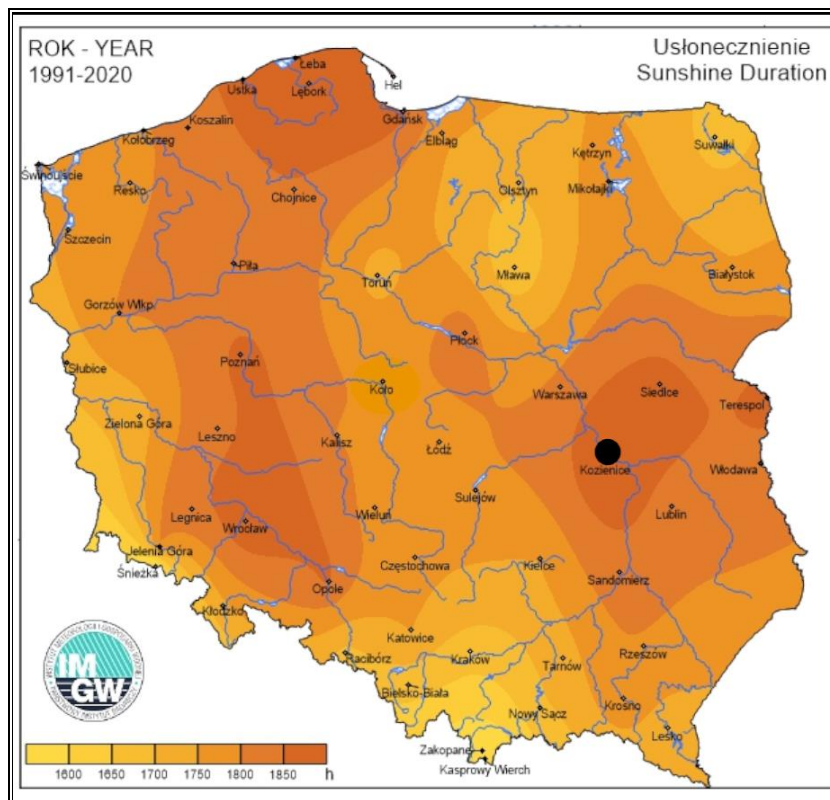 ROK - YEAR
1991-2020
Usłonecznienie
Sunshine Duration
Łeba
Hel
Ustka
Lębork
Gdańsk
Koszalin
Kołobrzeg
Elbląg
Suwałki
Kętrzyn
Świnoujście
Resko
Chojnice
Olsztyn
Mikołajki
Szczecin
Piła
Toruń
Mława
Białystok
Gorzów Wlkp.
Płock
Słubice
Poznań
Koło
Warszawa
Siedlce
Terespol
Zielona Góra
Leszno
Kalisz
Łódź
Kozienice
Włodawa
Legnica
Wrocław
Wieluń
Sulejów
Lublin
Jelenia Góra
Śnieżka
Opole
Częstochowa
Kielce
Sandomierz
Kłodzko
Katowice
Racibórz
Kraków
Tarnów
Rzeszów
Bielsko-Biała
Nowy Sącz
Krosno
Lesko
Zakopane
Kasprowy Wierch
IM
GW
1600 1650 1700 1750 1800 1850 h